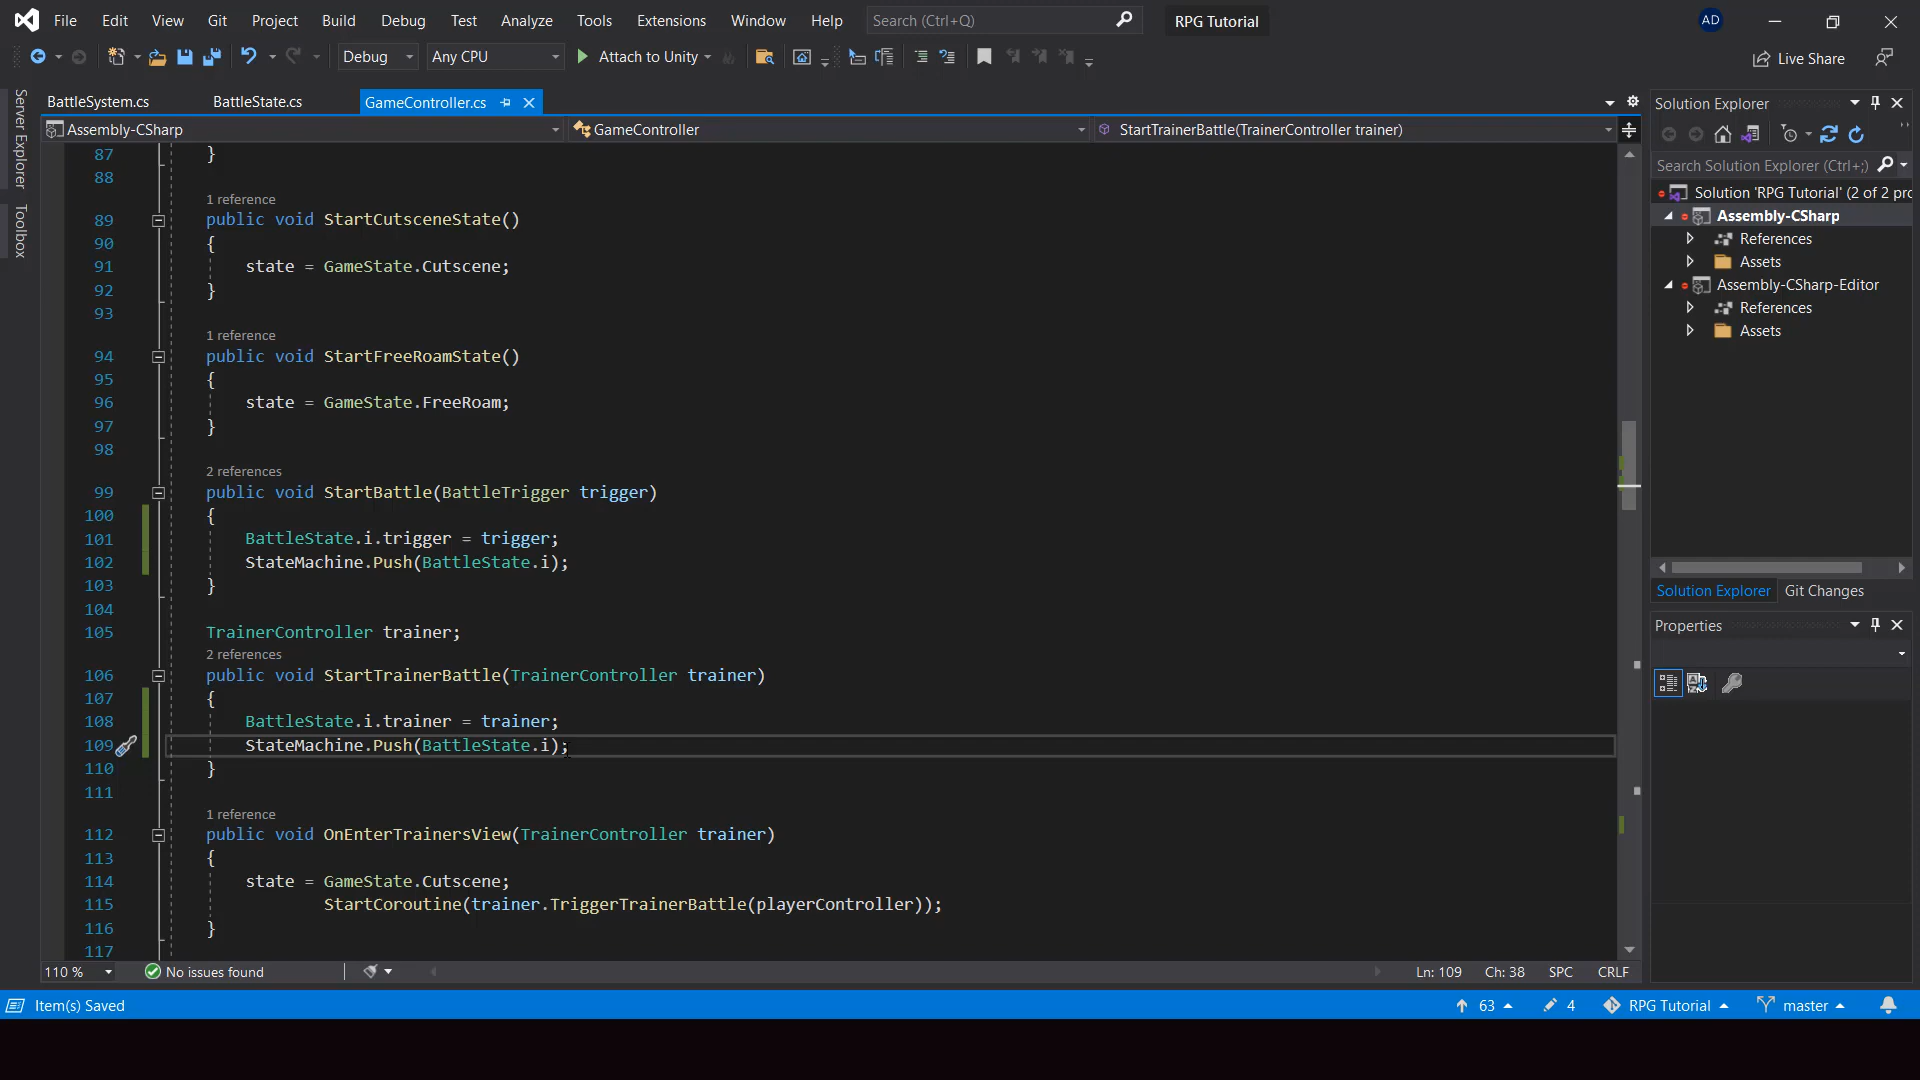 File Edit View Git Project Build Debug Test Analyze Tools Extensions Window Help Search (Ctrl+Q) RPG Tutorial AD
Debug Any CPU Attach to Unity Live Share
Server Explorer
Toolbox
BattleSystem.cs BattleState.cs GameController.cs
Assembly-CSharp GameController StartTrainerBattle(TrainerController trainer)
87 }
88
1 reference
89 public void StartCutsceneState()
90 {
91 state = GameState.Cutscene;
92 }
93
1 reference
94 public void StartFreeRoamState()
95 {
96 state = GameState.FreeRoam;
97 }
98
2 references
99 public void StartBattle(BattleTrigger trigger)
100 {
101 BattleState.i.trigger = trigger;
102 StateMachine.Push(BattleState.i);
103 }
104
105 TrainerController trainer;
2 references
106 public void StartTrainerBattle(TrainerController trainer)
107 {
108 BattleState.i.trainer = trainer;
109 StateMachine.Push(BattleState.i);
110 }
111
1 reference
112 public void OnEnterTrainersView(TrainerController trainer)
113 {
114 state = GameState.Cutscene;
115 StartCoroutine(trainer.TriggerTrainerBattle(playerController));
116 }
117
110 % No issues found Ln: 109 Ch: 38 SPC CRLF
Solution Explorer
Search Solution Explorer (Ctrl+;)
Solution 'RPG Tutorial' (2 of 2 pro
Assembly-CSharp
References
Assets
Assembly-CSharp-Editor
References
Assets
Solution Explorer Git Changes
Properties
Item(s) Saved 63 4 RPG Tutorial master